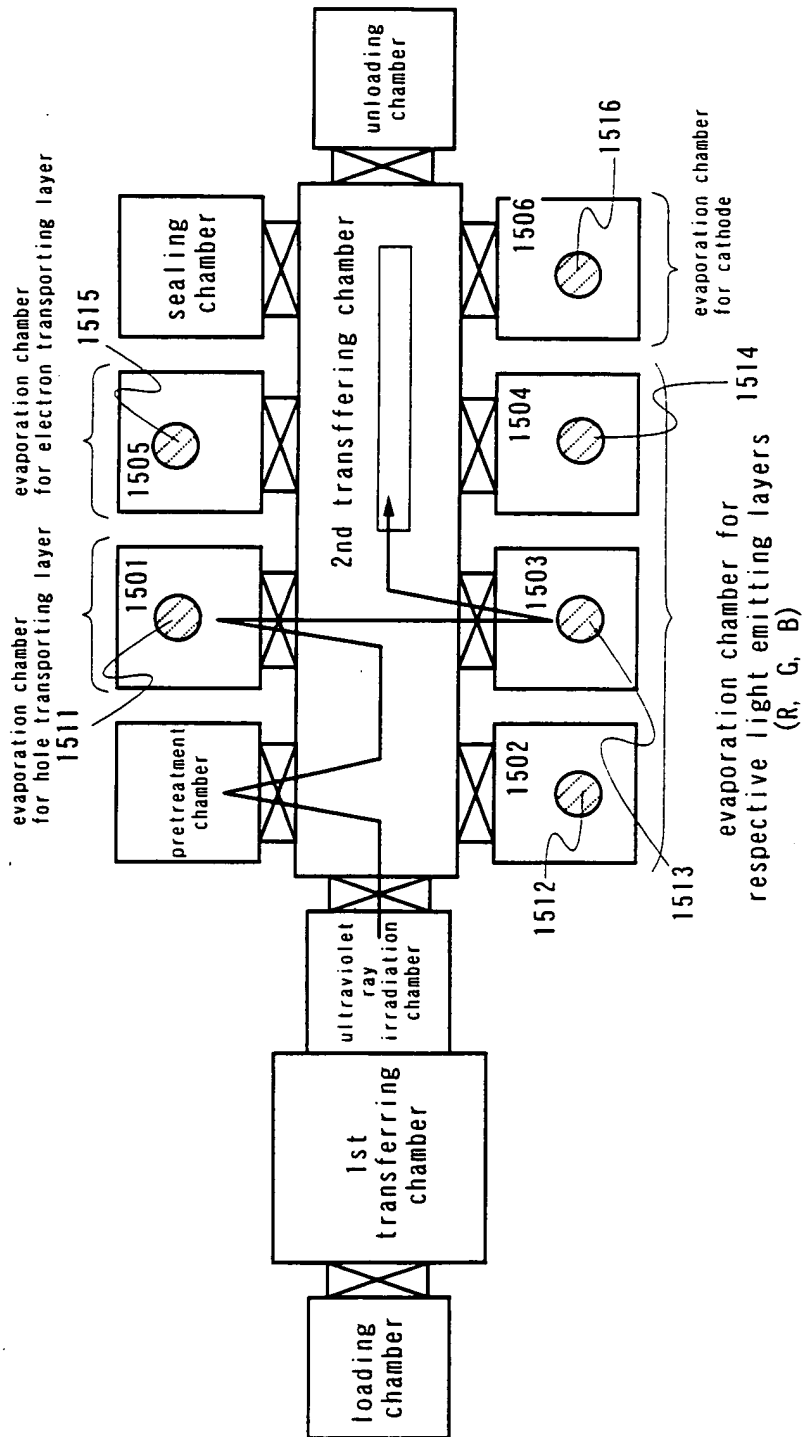 loading
chamber
1st
transferring
chamber
ultraviolet
ray
irradiation
chamber
2nd transffering chamber
unloading
chamber
evaporation chamber
for hole transporting layer
1511
evaporation chamber
for electron transporting layer
1515
pretreatment
chamber
1501
1505
sealing
chamber
1502
1503
1504
1506
1512
1513
1514
1516
evaporation chamber for
respective light emitting layers
(R, G, B)
evaporation chamber
for cathode